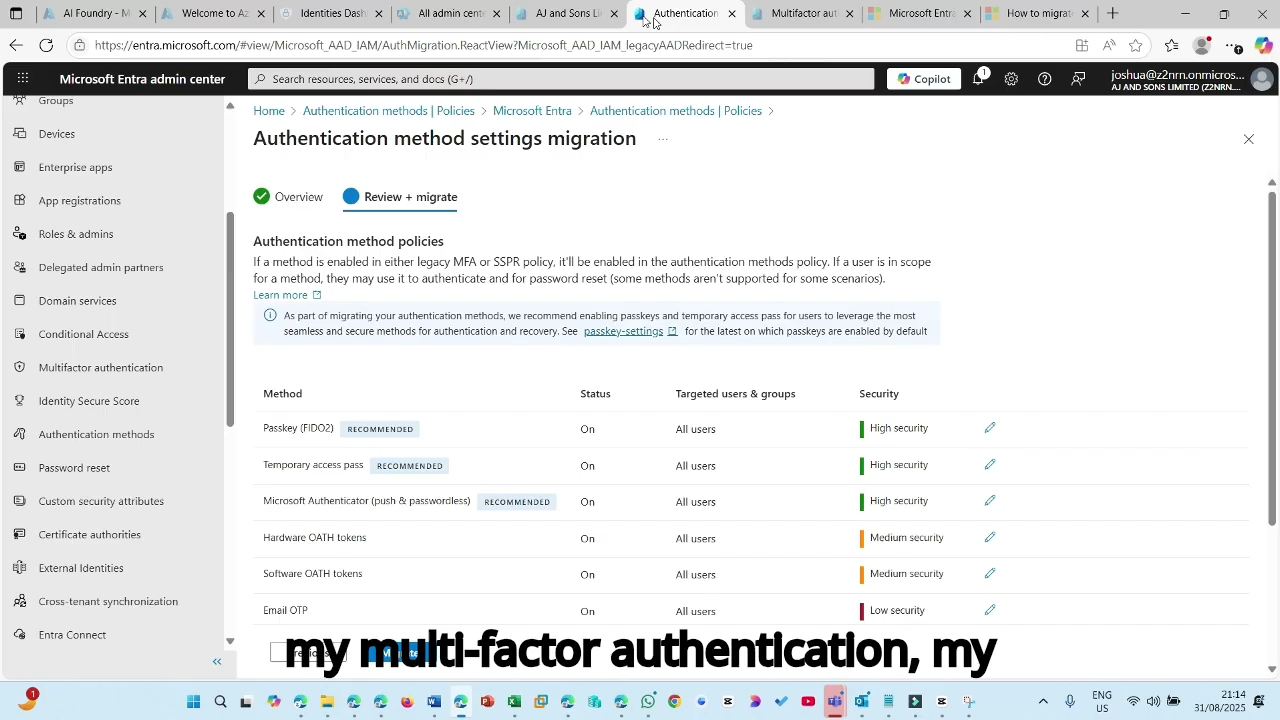 AI Foundry - M
Welcome to Az
Intelether Dash
All admin cente
AI and Sons Li
Authentication
Multifactor aut
Microsoft Entra
How to migrate
https://entra.microsoft.com/#view/Microsoft_AAD_IAM/AuthMigration.ReactView?Microsoft_AAD_IAM_legacyAADRedirect=true
Microsoft Entra admin center
Search resources, services, and docs (G+/)
Copilot
1
joshua@z2nrn.onmicros...
AJ AND SONS LIMITED (Z2NRN....
Groups
Devices
Enterprise apps
App registrations
Roles & admins
Delegated admin partners
Domain services
Conditional Access
Multifactor authentication
Identity Secure Score
Authentication methods
Password reset
Custom security attributes
Certificate authorities
External Identities
Cross-tenant synchronization
Entra Connect
Home > Authentication methods | Policies > Microsoft Entra > Authentication methods | Policies >
Authentication method settings migration ...
Overview
Review + migrate
Authentication method policies
If a method is enabled in either legacy MFA or SSPR policy, it'll be enabled in the authentication methods policy. If a user is in scope
for a method, they may use it to authenticate and for password reset (some methods aren't supported for some scenarios).
Learn more
As part of migrating your authentication methods, we recommend enabling passkeys and temporary access pass for users to leverage the most
seamless and secure methods for authentication and recovery. See passkey-settings for the latest on which passkeys are enabled by default
Method Status Targeted users & groups Security
Passkey (FIDO2) RECOMMENDED On All users High security
Temporary access pass RECOMMENDED On All users High security
Microsoft Authenticator (push & passwordless) RECOMMENDED On All users High security
Hardware OATH tokens On All users Medium security
Software OATH tokens On All users Medium security
Email OTP On All users Low security
my multi-factor authentication, my
1
ENG
UK
21:14
31/08/2025